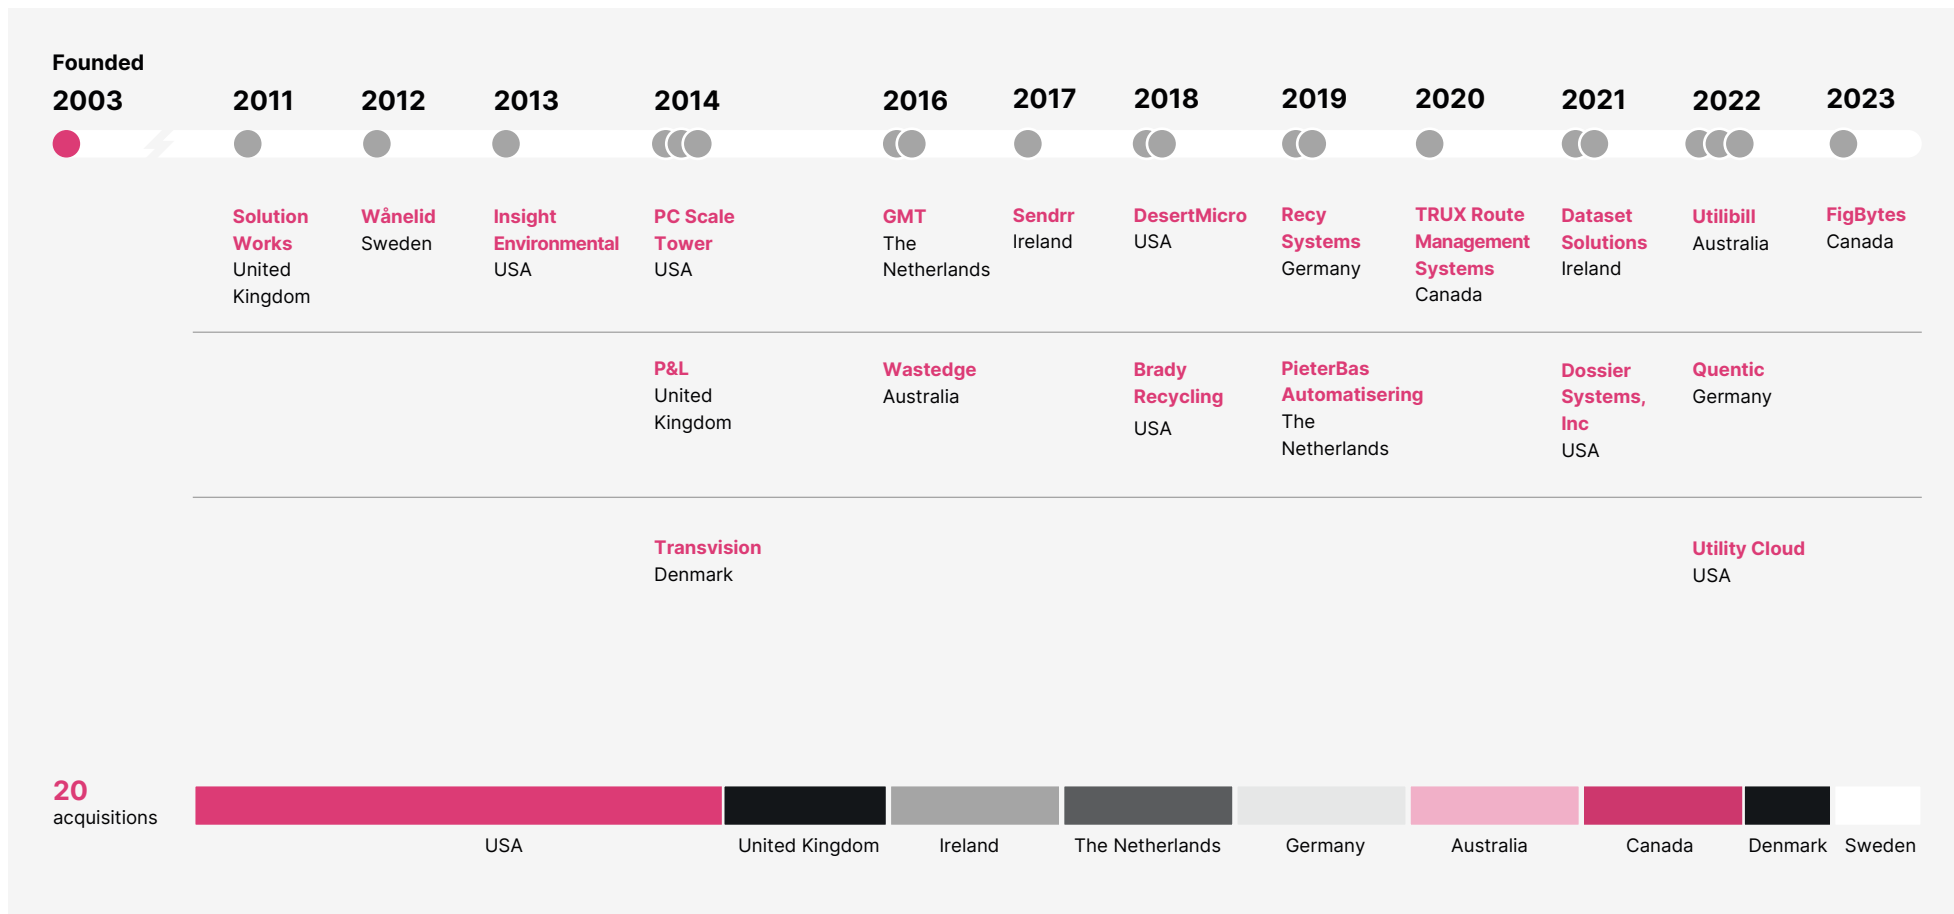 Founded
2003
2011
2012
2013
2014
2016
2017
2018
2019
2020
2021
2022
2023
Solution
Works
United
Kingdom
Wånelid
Sweden
Insight
Environmental
USA
PC Scale
Tower
USA
GMT
The
Netherlands
Sendrr
Ireland
DesertMicro
USA
Recy
Systems
Germany
TRUX Route
Management
Systems
Canada
Dataset
Solutions
Ireland
Utilibill
Australia
FigBytes
Canada
P&L
United
Kingdom
Wastedge
Australia
Brady
Recycling
USA
PieterBas
Automatisering
The
Netherlands
Dossier
Systems,
Inc
USA
Quentic
Germany
Transvision
Denmark
Utility Cloud
USA
20
acquisitions
USA
United Kingdom
Ireland
The Netherlands
Germany
Australia
Canada
Denmark
Sweden